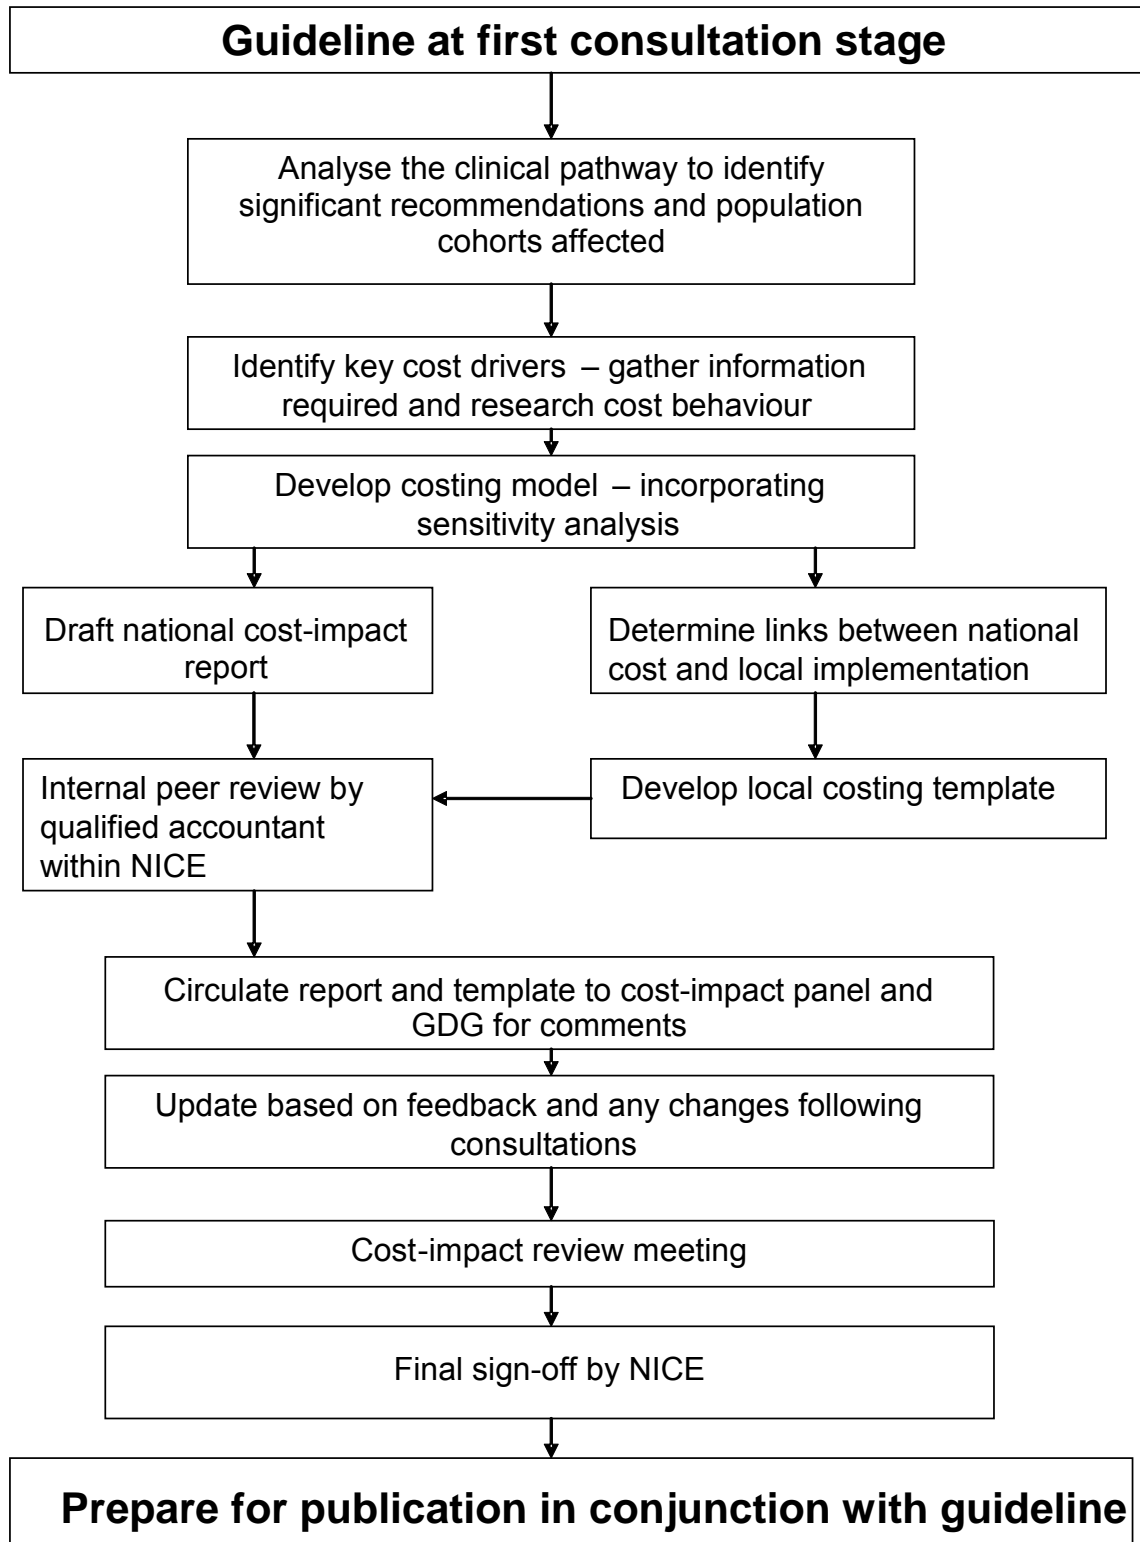 Guideline at first consultation stage
Analyse the clinical pathway to identify
significant recommendations and population
cohorts affected
Identify key cost drivers – gather information
required and research cost behaviour
Develop costing model – incorporating
sensitivity analysis
Draft national cost-impact
report
Determine links between national
cost and local implementation
Internal peer review by
qualified accountant
within NICE
Develop local costing template
Circulate report and template to cost-impact panel and
GDG for comments
Update based on feedback and any changes following
consultations
Cost-impact review meeting
Final sign-off by NICE
Prepare for publication in conjunction with guideline